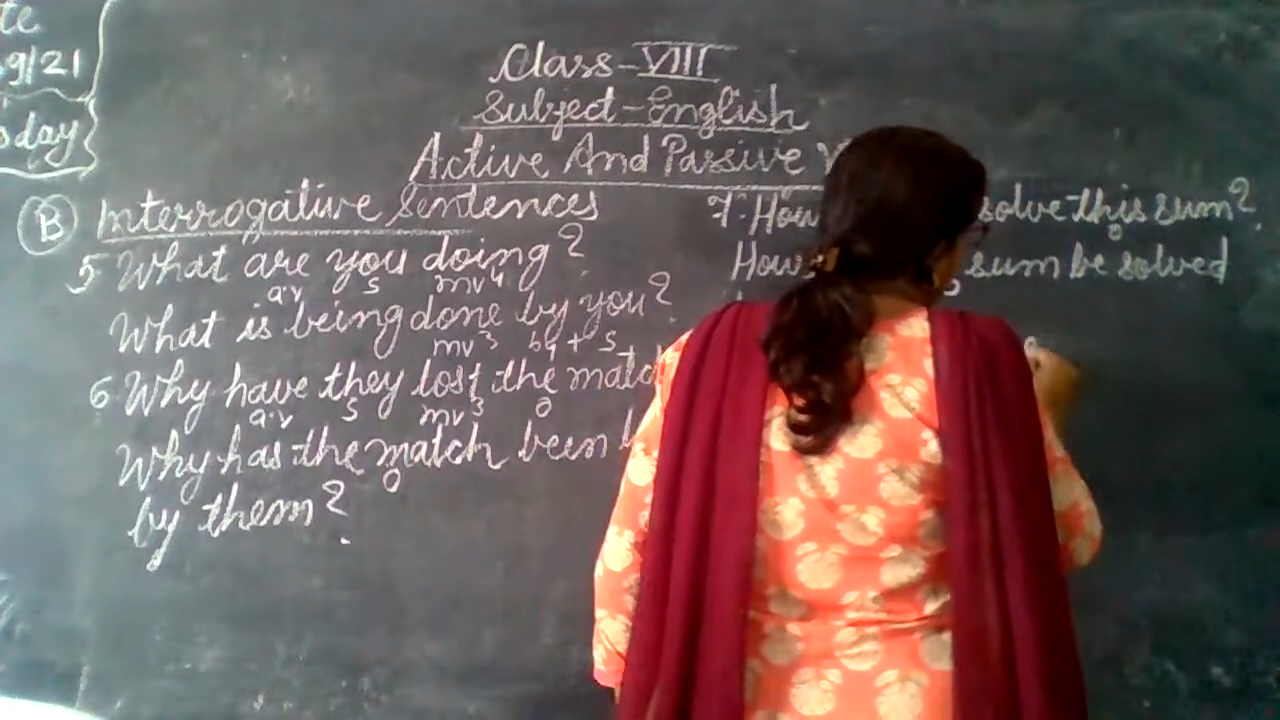 te
9/21
oday
Class-VIII
Subject-English
Active And Passive V
B Interrogative Sentences
5 What are you doing?
a.v s mv4
What is being done by you?
mv3 by + s
6. Why have they lost the match
a.v s mv3 o
Why has the match been
o
by them?
7. How solve this sum?
o
How sum be solved